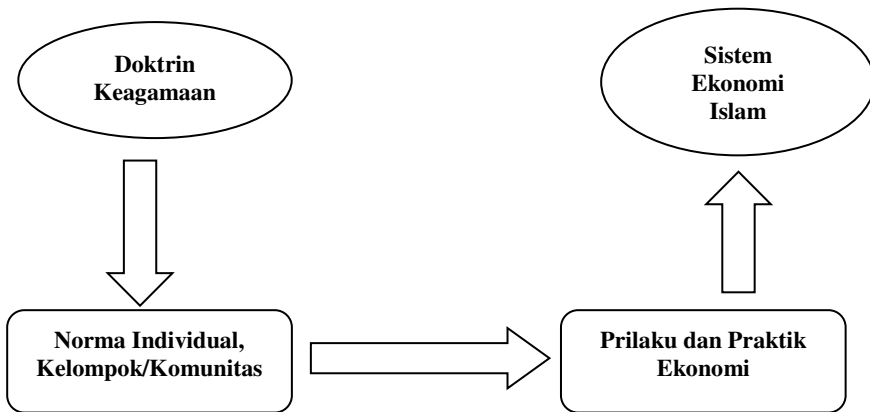 Doktrin
Keagamaan
Sistem
Ekonomi
Islam
Norma Individual,
Kelompok/Komunitas
Prilaku dan Praktik
Ekonomi